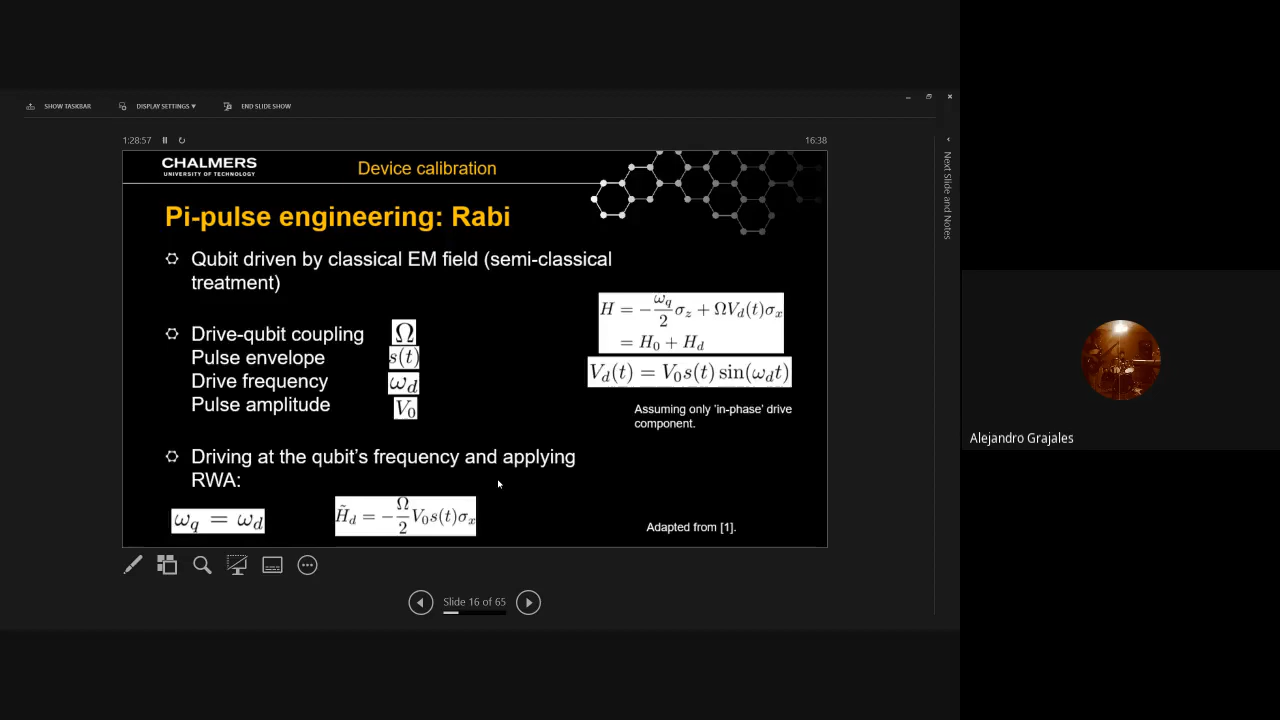 SHOW TASKBAR
DISPLAY SETTINGS ▾
END SLIDE SHOW
1:28:57
16:38
Next Slide and Notes
CHALMERS
UNIVERSITY OF TECHNOLOGY
Device calibration
Pi-pulse engineering: Rabi
Qubit driven by classical EM field (semi-classical
treatment)
Drive-qubit coupling Ω
Pulse envelope s(t)
Drive frequency ω_d
Pulse amplitude V_0
H = -ω_q/2 σ_z + ΩV_d(t)σ_x
= H_0 + H_d
V_d(t) = V_0s(t) sin(ω_dt)
Assuming only 'in-phase' drive
component.
Driving at the qubit's frequency and applying
RWA:
ω_q = ω_d
H̃_d = -Ω/2 V_0s(t)σ_x
Adapted from [1].
Slide 16 of 65
Alejandro Grajales